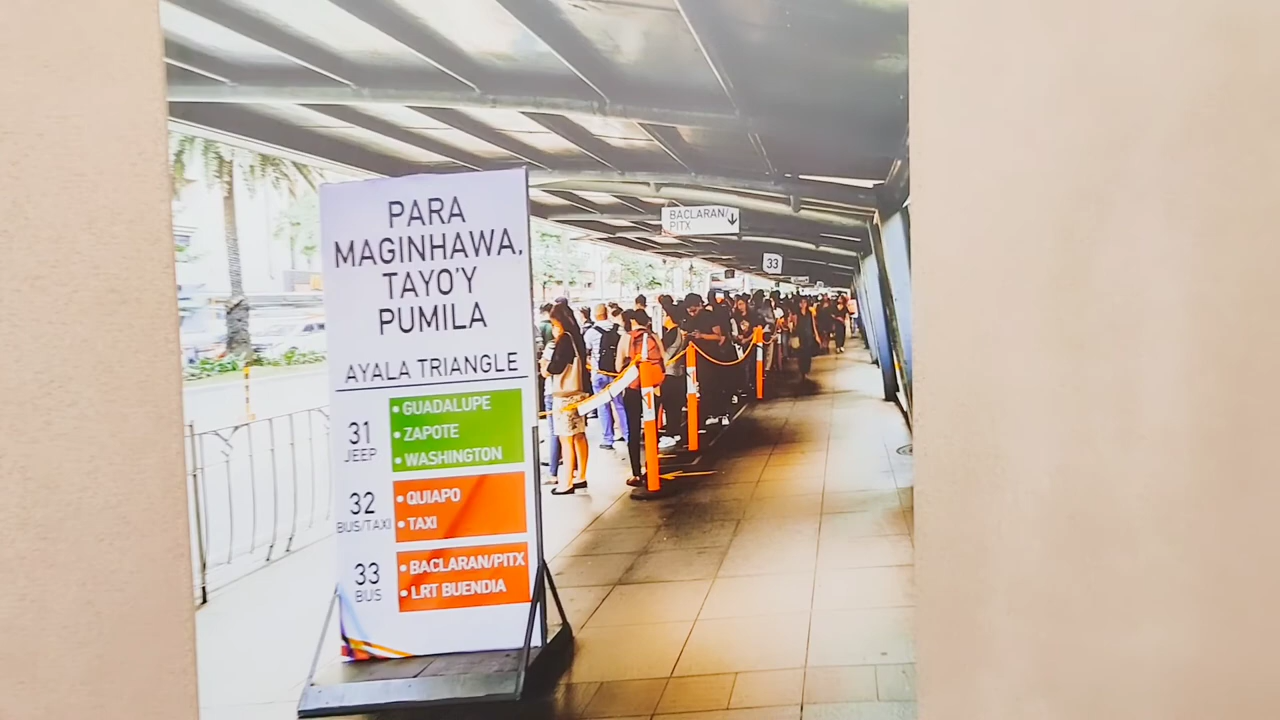 PARA
MAGINHAWA,
TAYO'Y
PUMILA
AYALA TRIANGLE
31
JEEP
• GUADALUPE
• ZAPOTE
• WASHINGTON
32
BUS/TAXI
• QUIAPO
• TAXI
33
BUS
• BACLARAN/PITX
• LRT BUENDIA
BACLARAN/
PITX
33